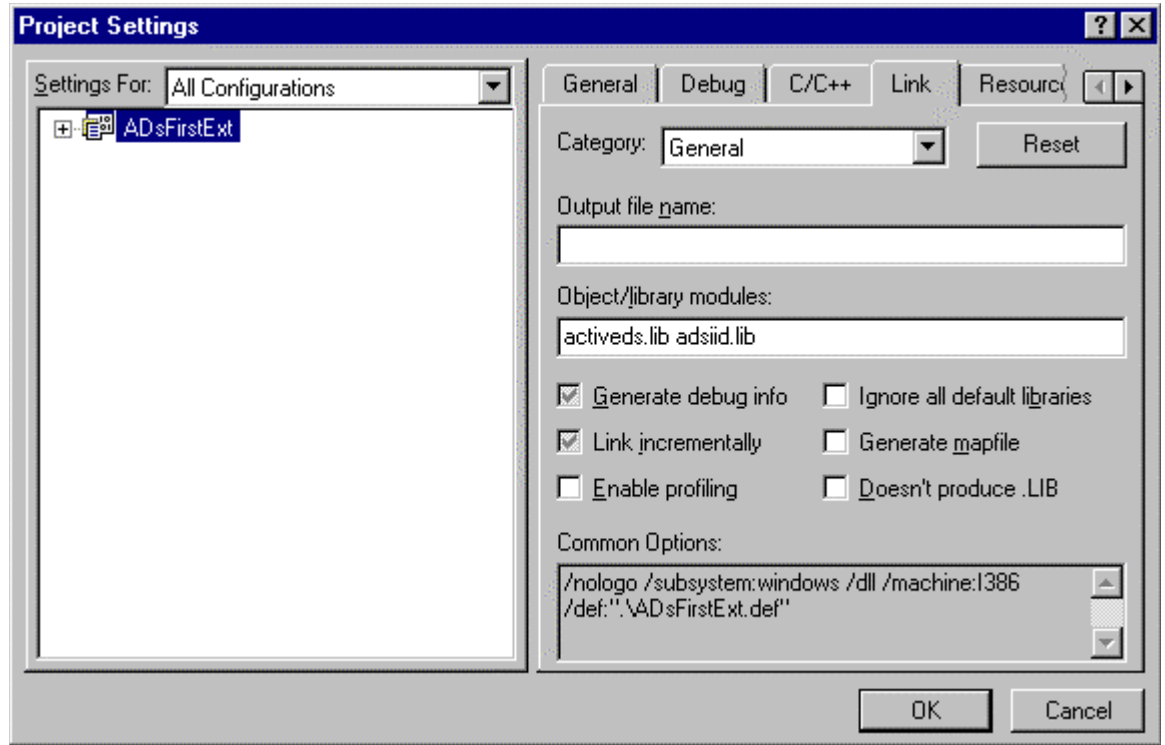 Project Settings
Settings For: All Configurations
ADsFirstExt
General Debug C/C++ Link Resourc
Category: General Reset
Output file name:
Object/library modules:
activeds.lib adsiid.lib
Generate debug info Ignore all default libraries
Link incrementally Generate mapfile
Enable profiling Doesn't produce .LIB
Common Options:
/nologo /subsystem:windows /dll /machine:I386
/def:".\ADsFirstExt.def"
OK Cancel